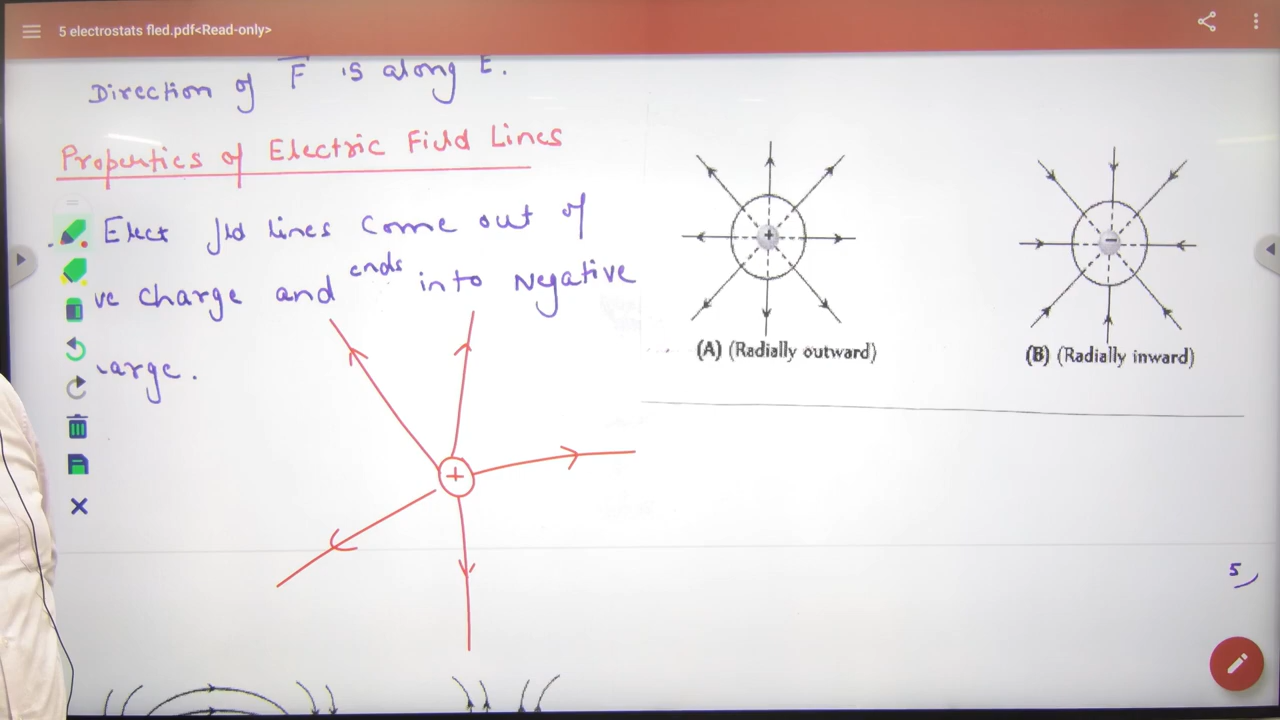 5 electrostats fled.pdf<Read-only>
Direction of F is along E.
Properties of Electric Field Lines
Elect fld lines come out of
ve charge and ends into Negative
arge.
+
+
−
(A) (Radially outward)
(B) (Radially inward)
5